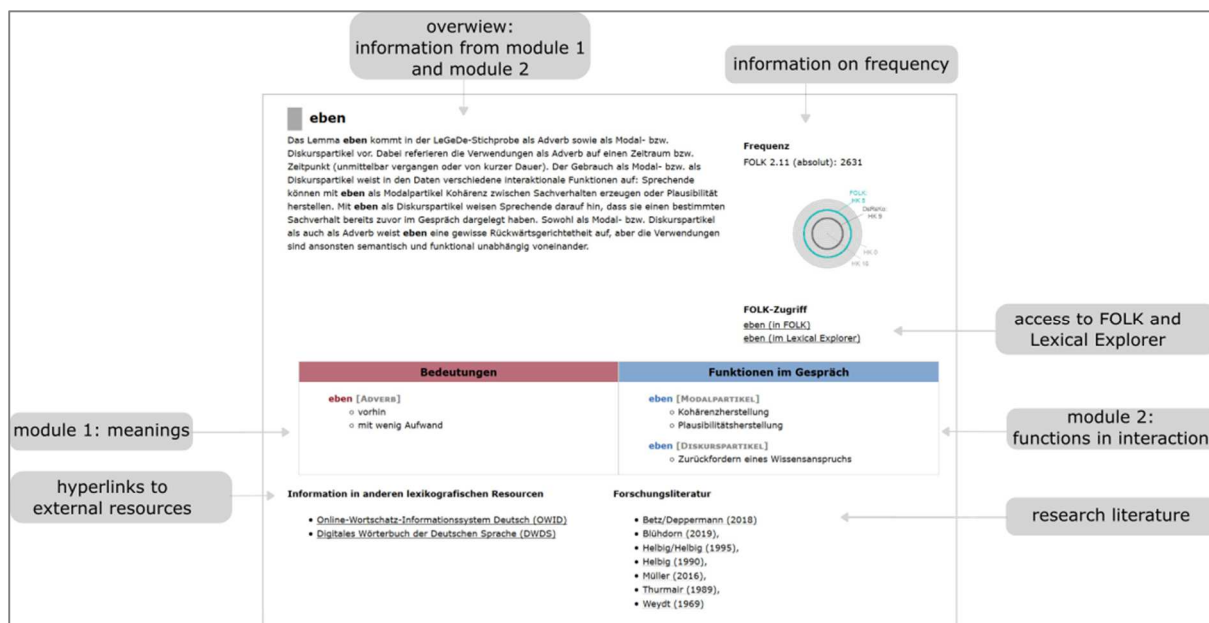 overwiew:
information from module 1
and module 2
information on frequency
eben
Das Lemma eben kommt in der LeGeDe-Stichprobe als Adverb sowie als Modal- bzw.
Diskurspartikel vor. Dabei referieren die Verwendungen als Adverb auf einen Zeitraum bzw.
Zeitpunkt (unmittelbar vergangen oder von kurzer Dauer). Der Gebrauch als Modal- bzw. als
Diskurspartikel weist in den Daten verschiedene interaktionale Funktionen auf: Sprechende
können mit eben als Modalpartikel Kohärenz zwischen Sachverhalten erzeugen oder Plausibilität
herstellen. Mit eben als Diskurspartikel weisen Sprechende darauf hin, dass sie einen bestimmten
Sachverhalt bereits zuvor im Gespräch dargelegt haben. Sowohl als Modal- bzw. Diskurspartikel
als auch als Adverb weist eben eine gewisse Rückwärtsgerichtetheit auf, aber die Verwendungen
sind ansonsten semantisch und funktional unabhängig voneinander.
Frequenz
FOLK 2.11 (absolut): 2631
FOLK:
HK 5
DeReKo:
HK 9
HK 0
HK 16
FOLK-Zugriff
eben (in FOLK)
eben (im Lexical Explorer)
access to FOLK and
Lexical Explorer
Bedeutungen
eben [ADVERB]
vorhin
mit wenig Aufwand
Funktionen im Gespräch
eben [MODALPARTIKEL]
Kohärenzherstellung
Plausibilitätsherstellung
eben [DISKURSPARTIKEL]
Zurückfordern eines Wissensanspruchs
module 1: meanings
module 2:
functions in interaction
hyperlinks to
external resources
Information in anderen lexikografischen Resourcen
• Online-Wortschatz-Informationssystem Deutsch (OWID)
• Digitales Wörterbuch der Deutschen Sprache (DWDS)
Forschungsliteratur
• Betz/Deppermann (2018)
• Blühdorn (2019),
• Helbig/Helbig (1995),
• Helbig (1990),
• Müller (2016),
• Thurmair (1989),
• Weydt (1969)
research literature